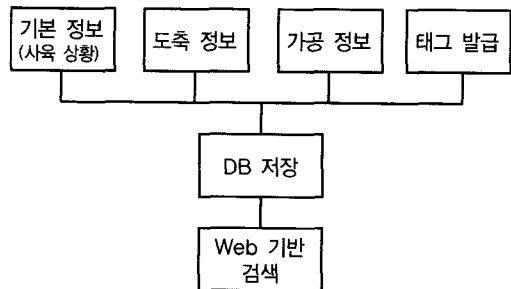 기본 정보
(사육 상황)
도축 정보
가공 정보
태그 발급
DB 저장
Web 기반
검색